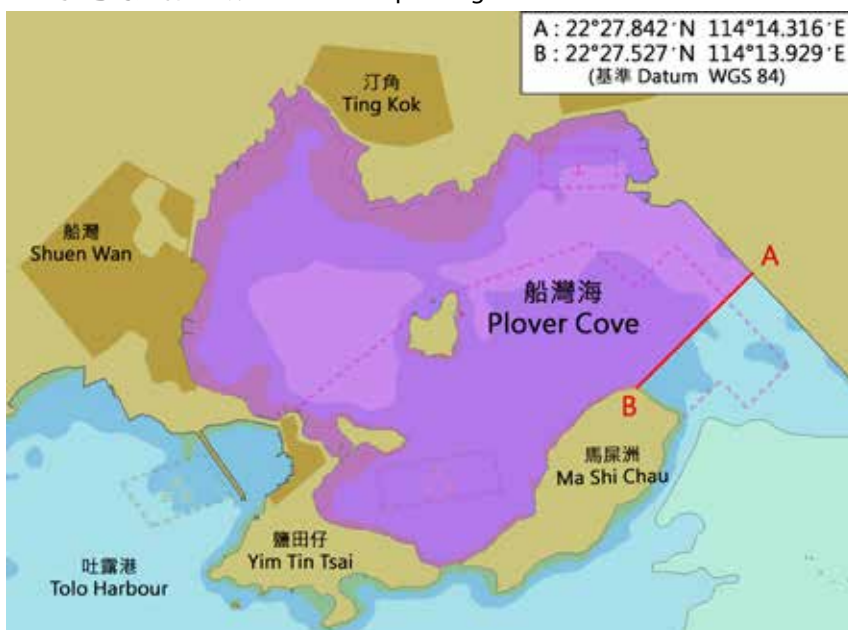 A : 22°27.842´N 114°14.316´E
B : 22°27.527´N 114°13.929´E
(基準 Datum WGS 84)
汀角
Ting Kok
船灣
Shuen Wan
船灣海
Plover Cove
A
B
馬屎洲
Ma Shi Chau
鹽田仔
Yim Tin Tsai
吐露港
Tolo Harbour